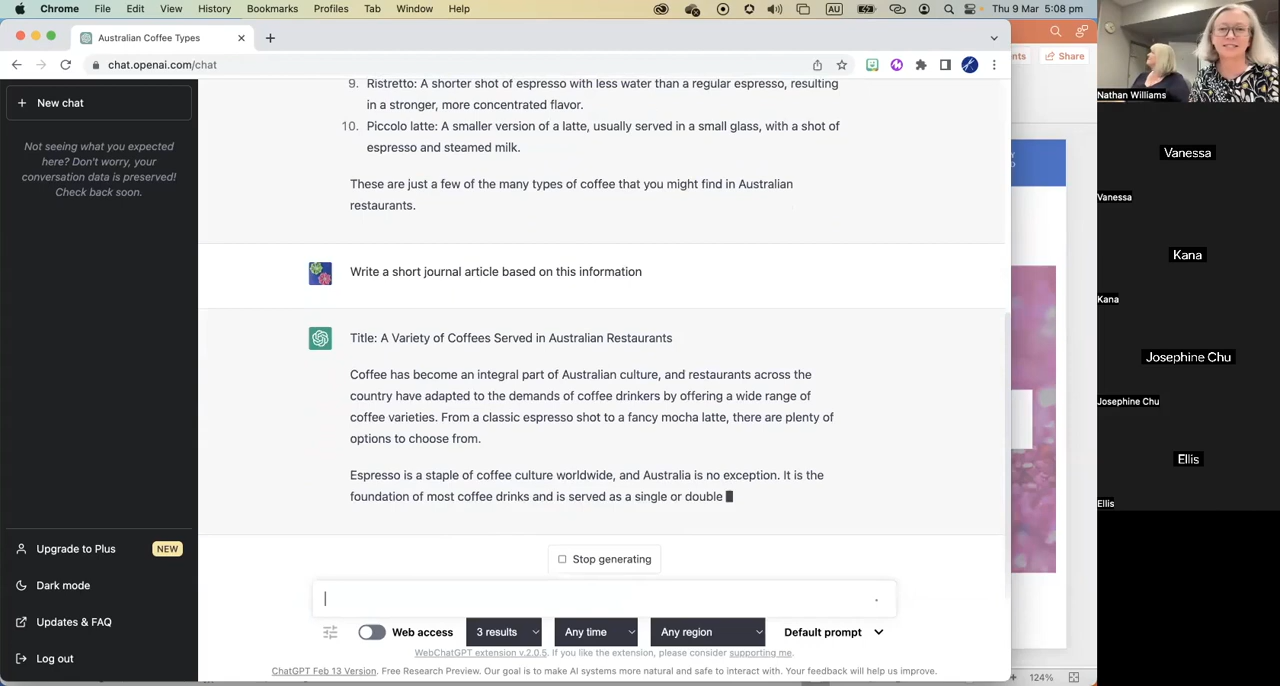 Chrome File Edit View History Bookmarks Profiles Tab Window Help AU Thu 9 Mar 5:08 pm
Australian Coffee Types
chat.openai.com/chat
nts Share
Nathan Williams
New chat
Not seeing what you expected
here? Don't worry, your
conversation data is preserved!
Check back soon.
9. Ristretto: A shorter shot of espresso with less water than a regular espresso, resulting
in a stronger, more concentrated flavor.
10. Piccolo latte: A smaller version of a latte, usually served in a small glass, with a shot of
espresso and steamed milk.
These are just a few of the many types of coffee that you might find in Australian
restaurants.
Write a short journal article based on this information
Title: A Variety of Coffees Served in Australian Restaurants
Coffee has become an integral part of Australian culture, and restaurants across the
country have adapted to the demands of coffee drinkers by offering a wide range of
coffee varieties. From a classic espresso shot to a fancy mocha latte, there are plenty of
options to choose from.
Espresso is a staple of coffee culture worldwide, and Australia is no exception. It is the
foundation of most coffee drinks and is served as a single or double
Stop generating
Upgrade to Plus NEW
Dark mode
Updates & FAQ
Log out
Web access 3 results Any time Any region Default prompt
WebChatGPT extension v.2.0.5. If you like the extension, please consider supporting me.
ChatGPT Feb 13 Version. Free Research Preview. Our goal is to make AI systems more natural and safe to interact with. Your feedback will help us improve.
Y
D
124%
Vanessa
Vanessa
Kana
Kana
Josephine Chu
Josephine Chu
Ellis
Ellis